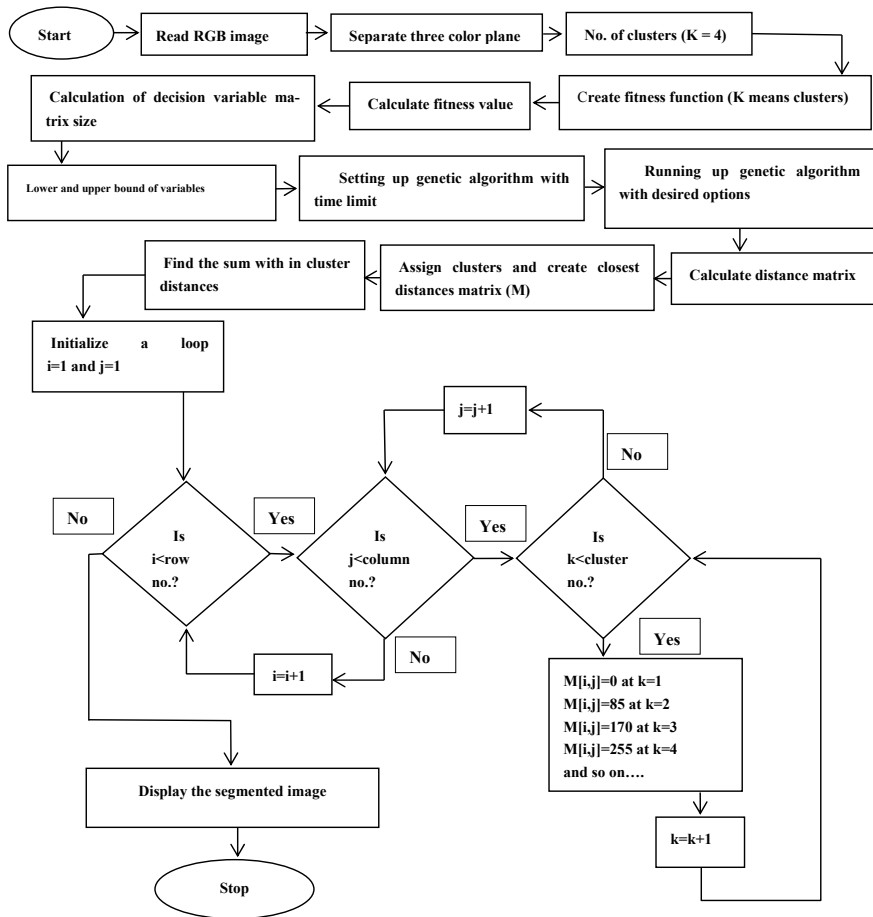 Start
Read RGB image
Separate three color plane
No. of clusters (K = 4)
Create fitness function (K means clusters)
Calculate fitness value
Calculation of decision variable ma-
trix size
Lower and upper bound of variables
Setting up genetic algorithm with
time limit
Running up genetic algorithm
with desired options
Calculate distance matrix
Assign clusters and create closest
distances matrix (M)
Find the sum with in cluster
distances
Initialize a loop
i=1 and j=1
j=j+1
No
No
Yes
Yes
Is
i<row
no.?
Is
j<column
no.?
Is
k<cluster
no.?
No
Yes
i=i+1
M[i,j]=0 at k=1
M[i,j]=85 at k=2
M[i,j]=170 at k=3
M[i,j]=255 at k=4
and so on….
k=k+1
Display the segmented image
Stop